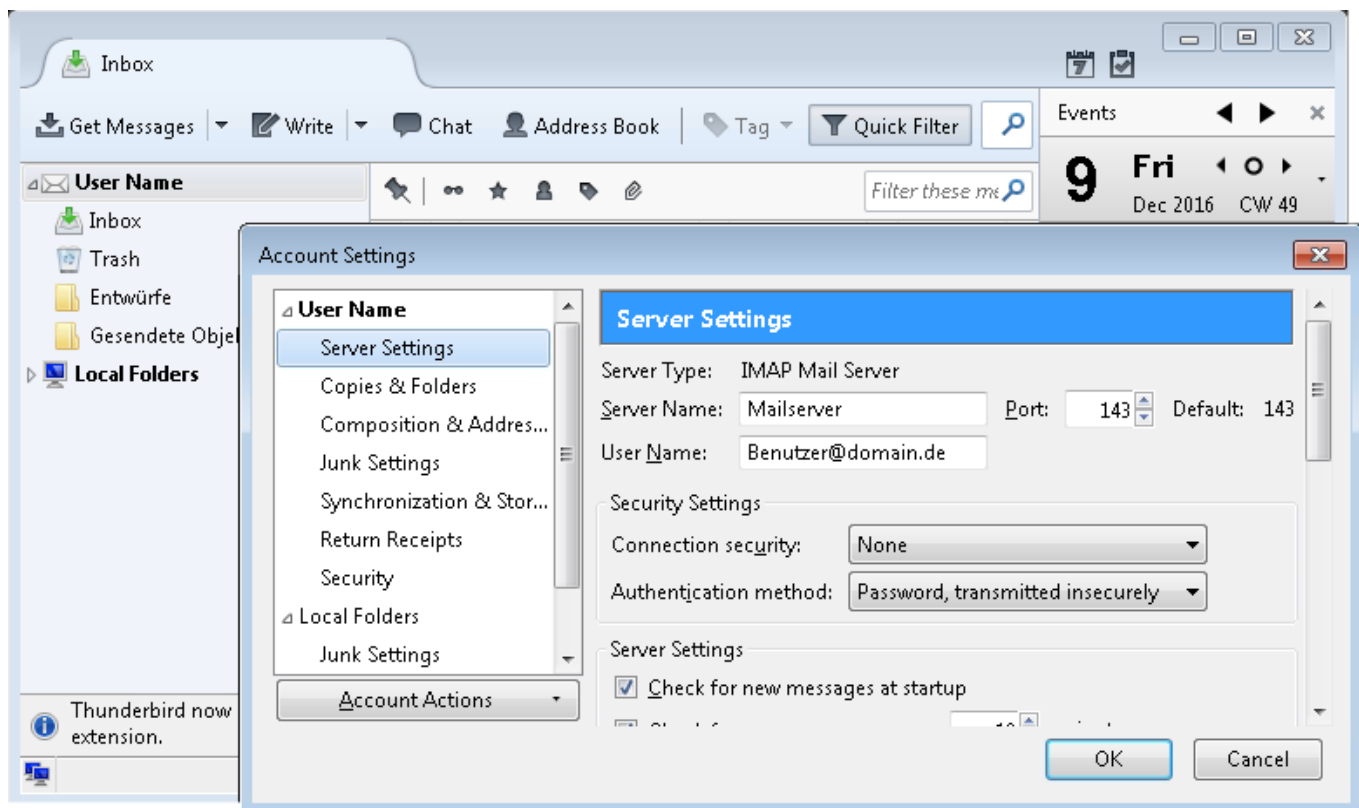 Inbox
Get Messages Write Chat Address Book Tag Quick Filter
Events
9 Fri
Dec 2016 CW 49
User Name
Filter these me
Inbox
Trash
Entwürfe
Gesendete Objek
Local Folders
Thunderbird now
extension.
Account Settings
User Name
Server Settings
Copies & Folders
Composition & Addres...
Junk Settings
Synchronization & Stor...
Return Receipts
Security
Local Folders
Junk Settings
Account Actions
Server Settings
Server Type: IMAP Mail Server
Server Name: Mailserver Port: 143 Default: 143
User Name: Benutzer@domain.de
Security Settings
Connection security: None
Authentication method: Password, transmitted insecurely
Server Settings
Check for new messages at startup
OK Cancel